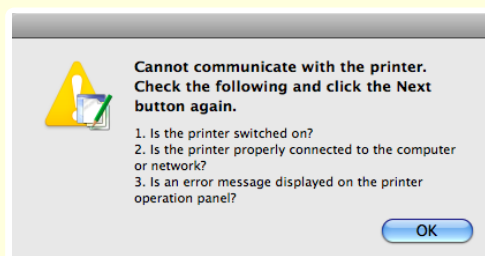 Cannot communicate with the printer.
Check the following and click the Next
button again.
1. Is the printer switched on?
2. Is the printer properly connected to the computer
or network?
3. Is an error message displayed on the printer
operation panel?
OK